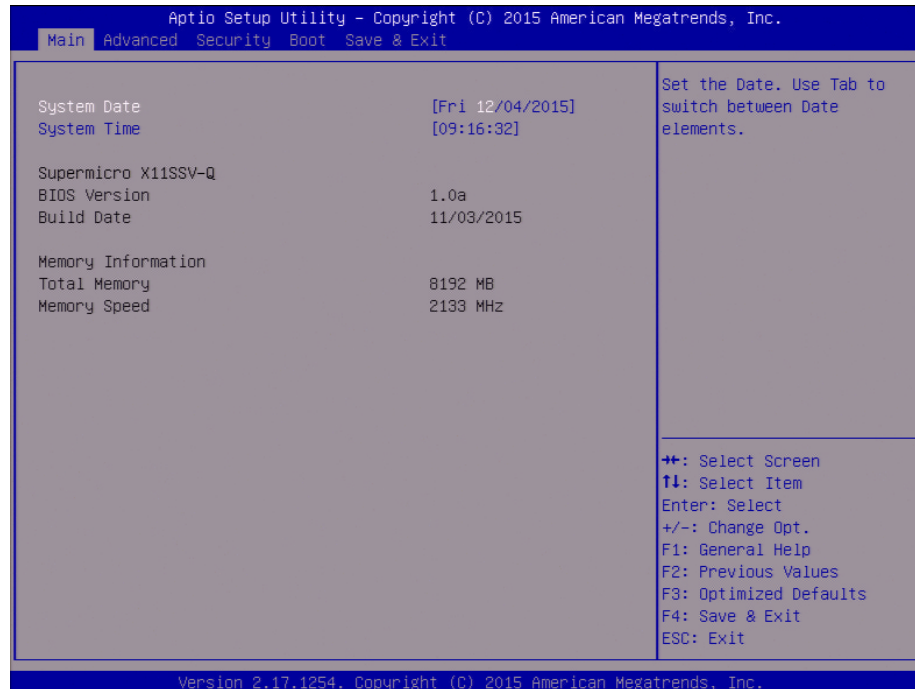 Aptio Setup Utility – Copyright (C) 2015 American Megatrends, Inc.
Main Advanced Security Boot Save & Exit
System Date [Fri 12/04/2015]
System Time [09:16:32]
Supermicro X11SSV-Q
BIOS Version 1.0a
Build Date 11/03/2015
Memory Information
Total Memory 8192 MB
Memory Speed 2133 MHz
Set the Date. Use Tab to
switch between Date
elements.
→←: Select Screen
↑↓: Select Item
Enter: Select
+/-: Change Opt.
F1: General Help
F2: Previous Values
F3: Optimized Defaults
F4: Save & Exit
ESC: Exit
Version 2.17.1254. Copyright (C) 2015 American Megatrends, Inc.